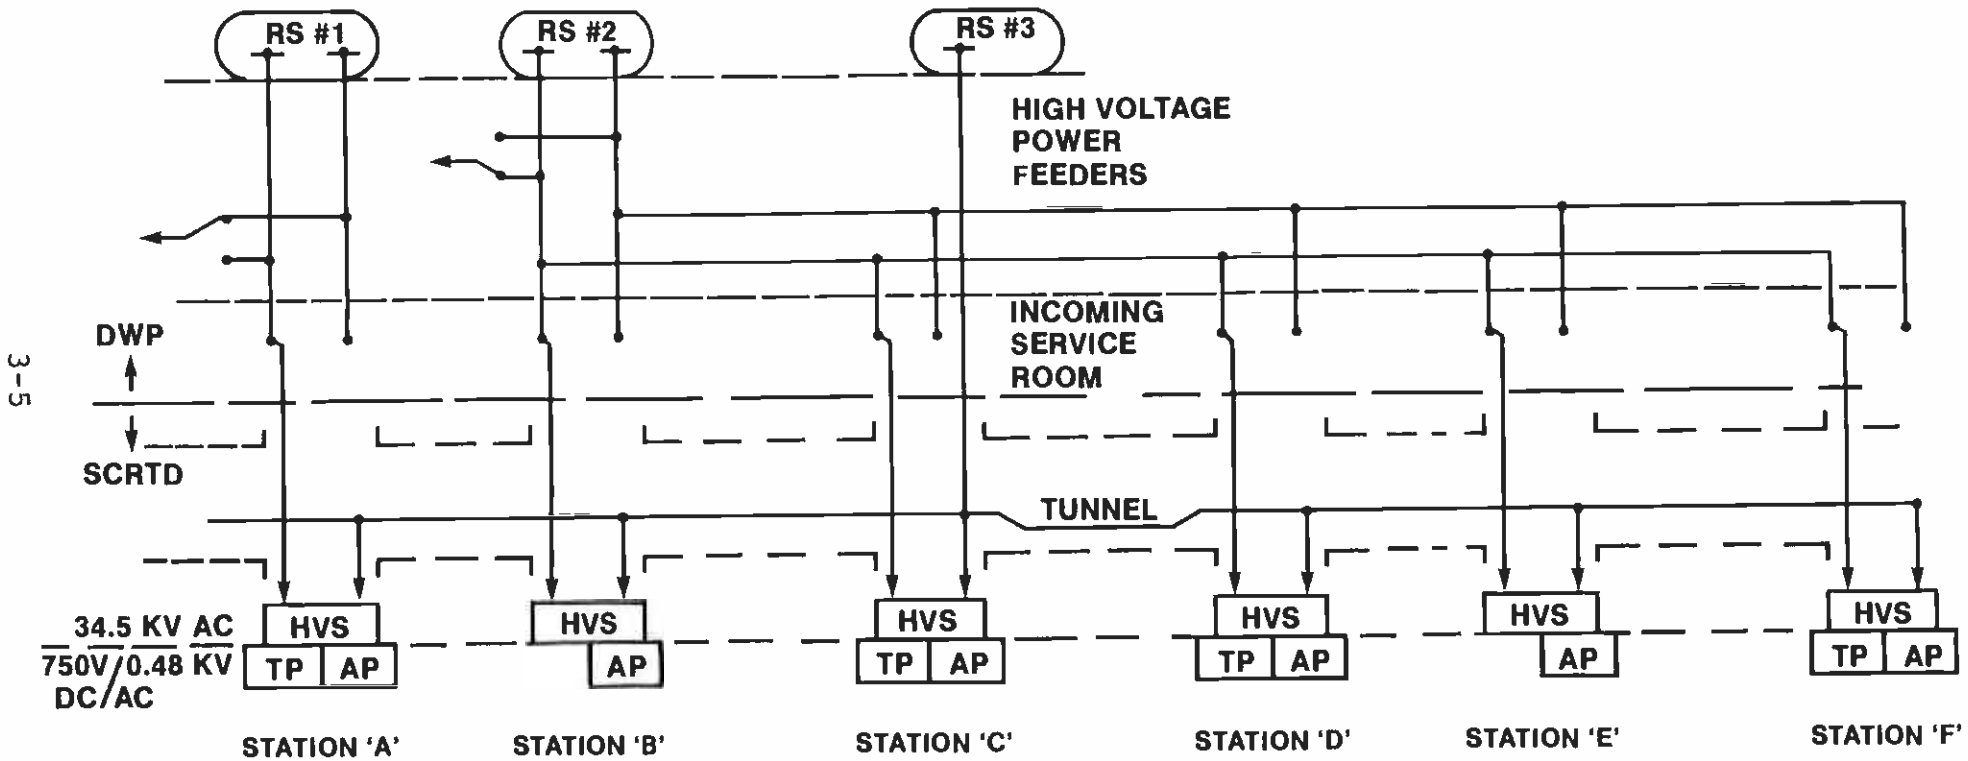 RS #1
RS #2
RS #3
HIGH VOLTAGE
POWER
FEEDERS
INCOMING
SERVICE
ROOM
DWP
3-5
SCRTD
TUNNEL
HVS
HVS
HVS
HVS
HVS
HVS
34.5 KV AC
750V/0.48 KV
DC/AC
TP AP
AP
TP AP
TP AP
AP
TP AP
STATION 'A'
STATION 'B'
STATION 'C'
STATION 'D'
STATION 'E'
STATION 'F'